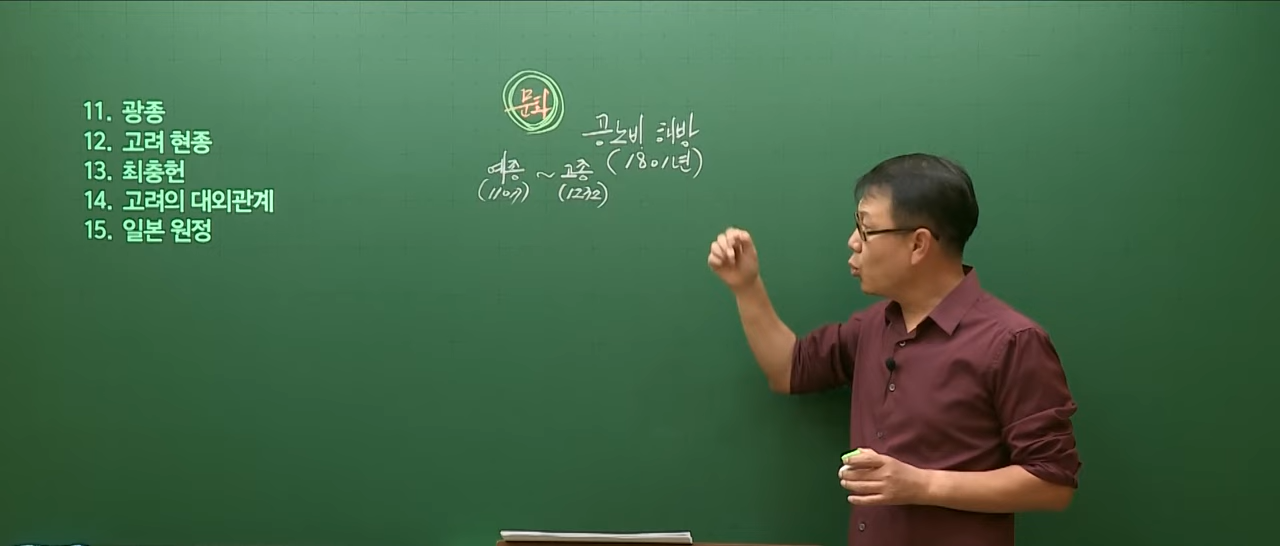 11. 광종
12. 고려 현종
13. 최충헌
14. 고려의 대외관계
15. 일본 원정
문화
공노비 해방
(1801년)
예종 ~ 고종
(1107) (1232)